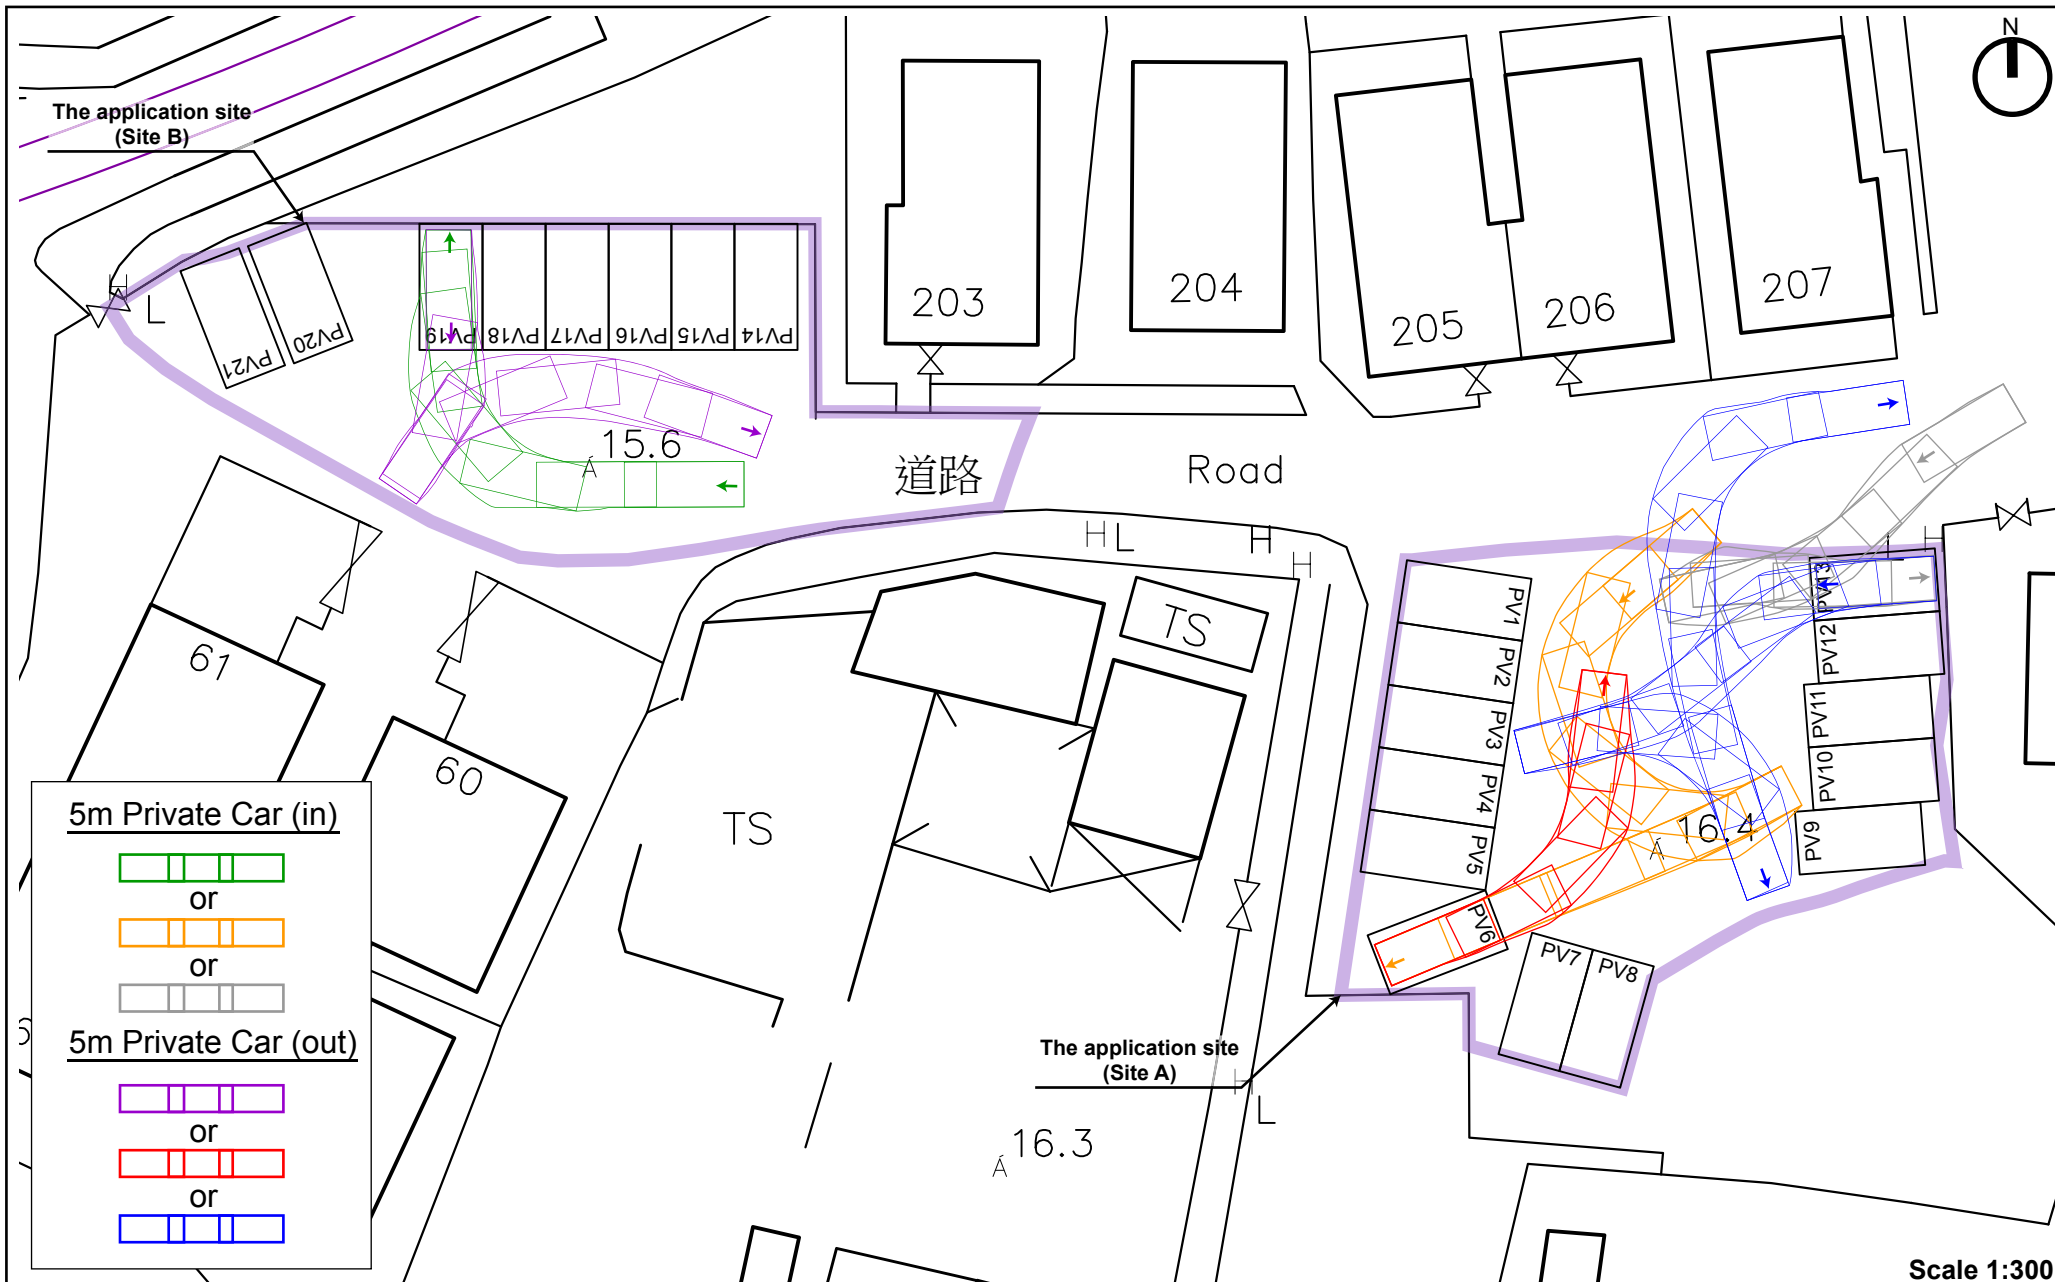 N
The application site
(Site B)
203
204
205
206
207
L
PV21
PV20
PV19
PV18
PV17
PV16
PV15
PV14
15.6
道路
Road
H
L
H
H
L
H
TS
PV1
PV2
PV3
PV4
PV5
PV6
PV7
PV8
PV9
PV10
PV11
PV12
PV13
16.4
61
60
TS
5m Private Car (in)
or
or
5m Private Car (out)
or
or
The application site
(Site A)
H
L
16.3
Scale 1:300